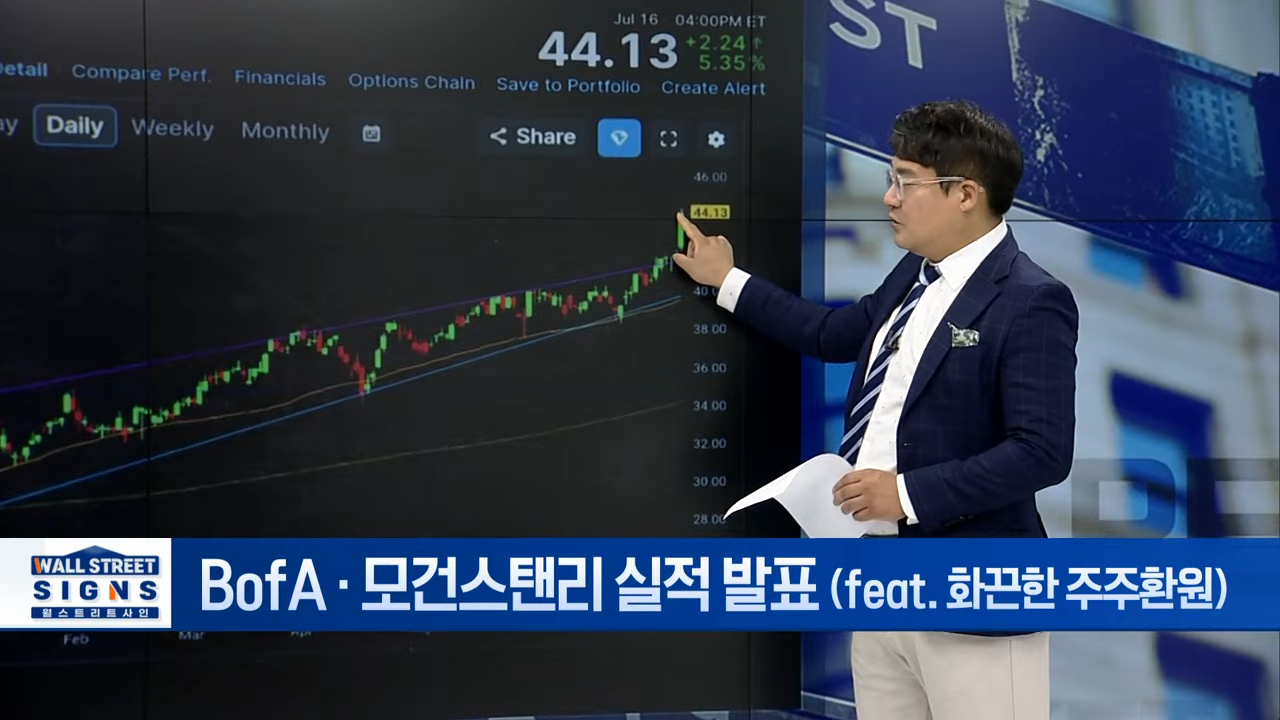 ST
Jul 16 04:00PM ET
44.13 +2.24
5.35%
Detail Compare Perf. Financials Options Chain Save to Portfolio Create Alert
Daily Weekly Monthly Share
46.00
44.13
38.00
36.00
34.00
32.00
30.00
28.00
WALL STREET
SIGNS
월스트리트사인
BofA · 모건스탠리 실적 발표 (feat. 화끈한 주주환원)
Feb Mar